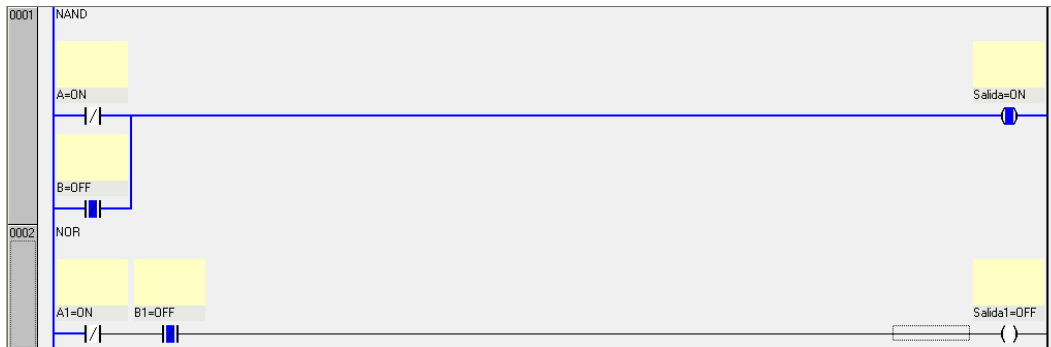 0001
NAND
A=ON
Salida=ON
B=OFF
0002
NOR
A1=ON B1=OFF
Salida1=OFF